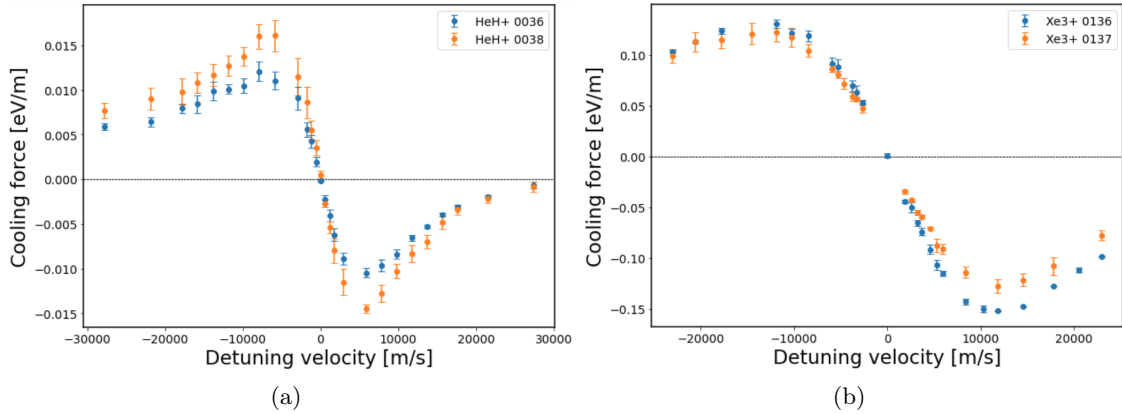 HeH+ 0036
HeH+ 0038
0.015
0.010
0.005
0.000
−0.005
−0.010
−0.015
Cooling force [eV/m]
−30000 −20000 −10000 0 10000 20000 30000
Detuning velocity [m/s]
(a)
Xe3+ 0136
Xe3+ 0137
0.10
0.05
0.00
−0.05
−0.10
−0.15
Cooling force [eV/m]
−20000 −10000 0 10000 20000
Detuning velocity [m/s]
(b)